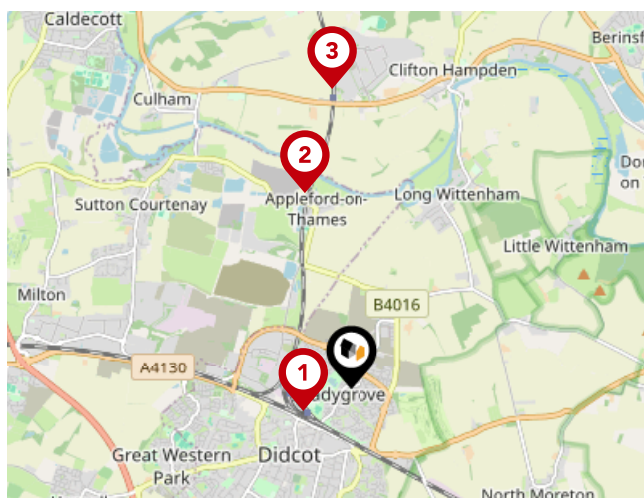 Caldecott
3
Berinsf
Clifton Hampden
Culham
2
Sutton Courtenay
Appleford-on-
Thames
Long Wittenham
Do
on
Little Wittenham
Milton
B4016
A4130
1
adygrove
Great Western
Park
Didcot
North Moreton